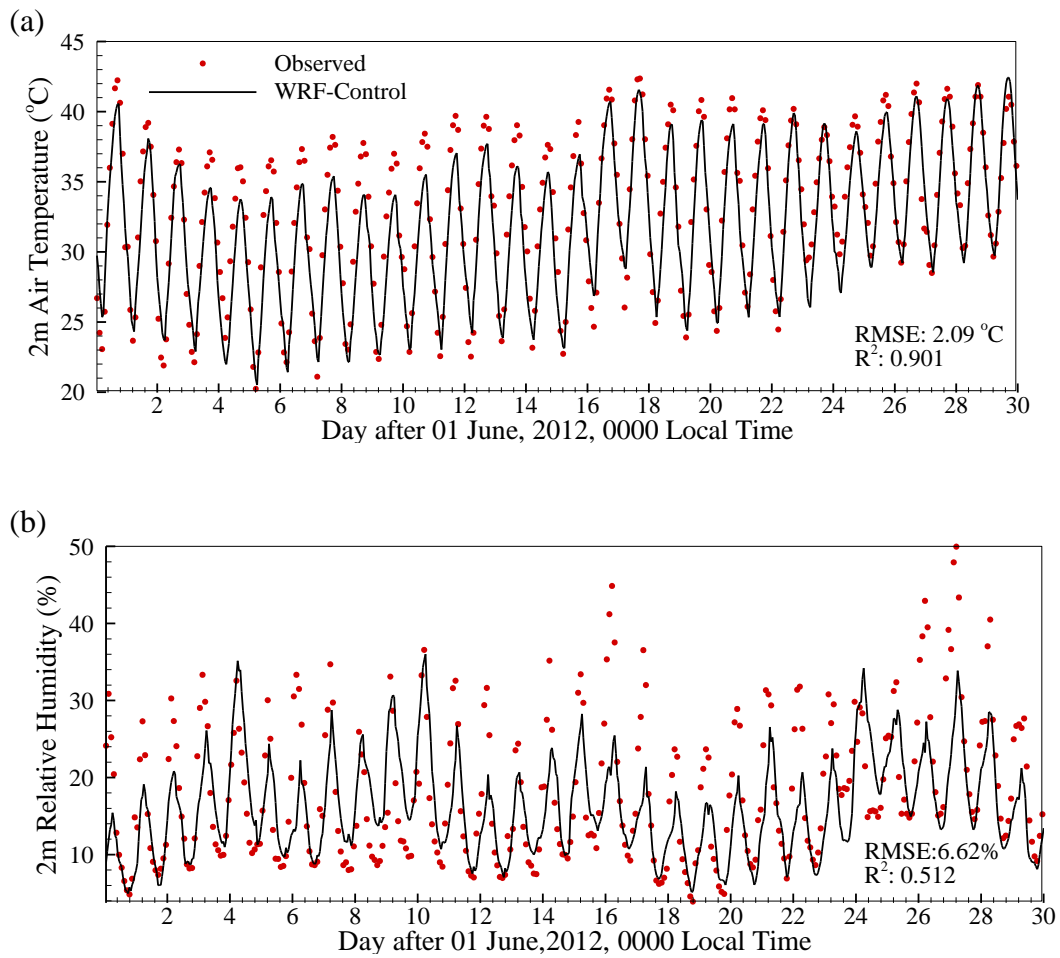 (a)
45
40
35
30
25
20
2m Air Temperature (°C)
Observed
WRF-Control
RMSE: 2.09 °C
R²: 0.901
2 4 6 8 10 12 14 16 18 20 22 24 26 28 30
Day after 01 June, 2012, 0000 Local Time
(b)
50
40
30
20
10
2m Relative Humidity (%)
RMSE:6.62%
R²: 0.512
2 4 6 8 10 12 14 16 18 20 22 24 26 28 30
Day after 01 June,2012, 0000 Local Time